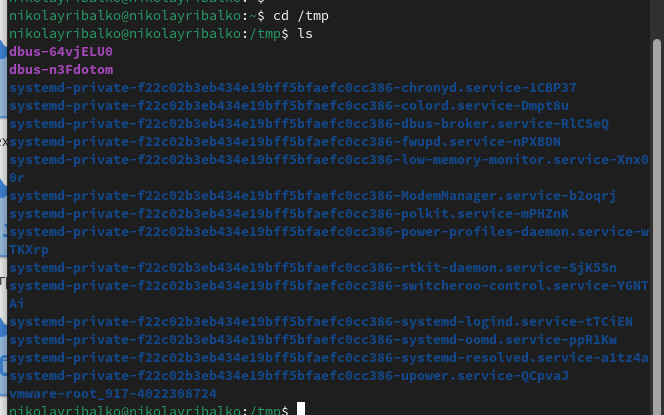 nikolayribalko@nikolayribalko:~$ cd /tmp
nikolayribalko@nikolayribalko:/tmp$ ls
dbus-64vjELU0
dbus-n3Fdotom
systemd-private-f22c02b3eb434e19bff5bfaefc0cc386-chronyd.service-1CBP37
systemd-private-f22c02b3eb434e19bff5bfaefc0cc386-colord.service-Dmpt8u
systemd-private-f22c02b3eb434e19bff5bfaefc0cc386-dbus-broker.service-RlCSeQ
systemd-private-f22c02b3eb434e19bff5bfaefc0cc386-fwupd.service-nPXBDN
systemd-private-f22c02b3eb434e19bff5bfaefc0cc386-low-memory-monitor.service-Xnx0
0r
systemd-private-f22c02b3eb434e19bff5bfaefc0cc386-ModemManager.service-b2oqrj
systemd-private-f22c02b3eb434e19bff5bfaefc0cc386-polkit.service-mPHZnK
systemd-private-f22c02b3eb434e19bff5bfaefc0cc386-power-profiles-daemon.service-w
TKXrp
systemd-private-f22c02b3eb434e19bff5bfaefc0cc386-rtkit-daemon.service-SjK5Sn
systemd-private-f22c02b3eb434e19bff5bfaefc0cc386-switcheroo-control.service-Y6NT
Ai
systemd-private-f22c02b3eb434e19bff5bfaefc0cc386-systemd-logind.service-tTCiEN
systemd-private-f22c02b3eb434e19bff5bfaefc0cc386-systemd-oomd.service-ppR1Kw
systemd-private-f22c02b3eb434e19bff5bfaefc0cc386-systemd-resolved.service-a1tz4a
systemd-private-f22c02b3eb434e19bff5bfaefc0cc386-upower.service-QCpvaJ
vmware-root_917-4022308724
nikolayribalko@nikolayribalko:/tmp$